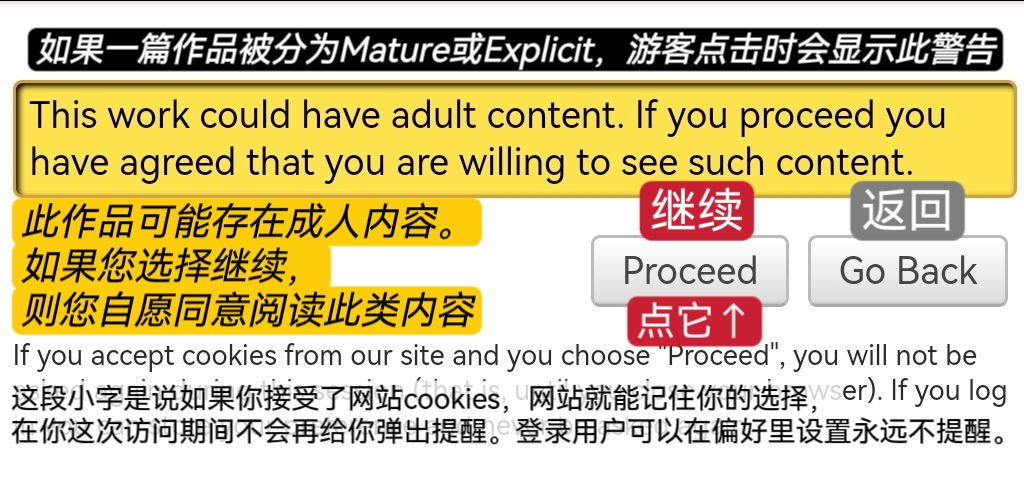 如果一篇作品被分为Mature或Explicit，游客点击时会显示此警告
This work could have adult content. If you proceed you
have agreed that you are willing to see such content.
此作品可能存在成人内容。
如果您选择继续，
则您自愿同意阅读此类内容
继续
返回
Proceed
Go Back
点它↑
If you accept cookies from our site and you choose "Proceed", you will not be
er). If you log
这段小字是说如果你接受了网站cookies，网站就能记住你的选择，
在你这次访问期间不会再给你弹出提醒。登录用户可以在偏好里设置永远不提醒。